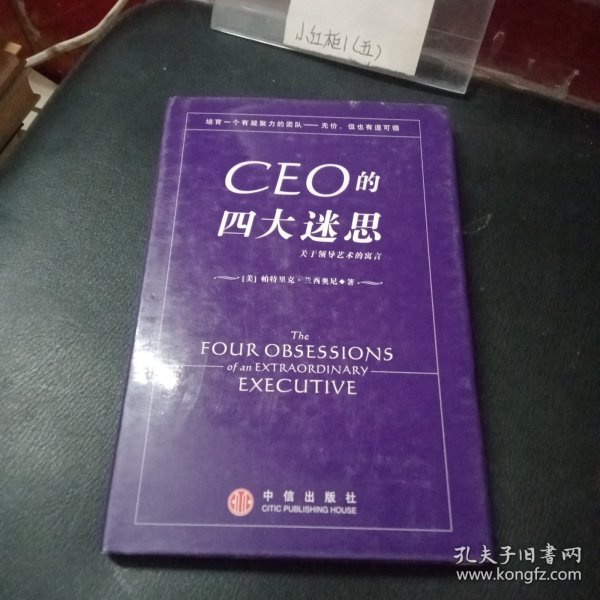 小红柜1(五)
培育一个有凝聚力的团队——无价，但也有道可循
CEO的
四大迷思
关于领导艺术的寓言
[美]帕特里克·兰西奥尼◆著
The
FOUR OBSESSIONS
of an EXTRAORDINARY
EXECUTIVE
CITIC
中信出版社
CITIC PUBLISHING HOUSE
孔夫子旧书网
www.kongfz.com